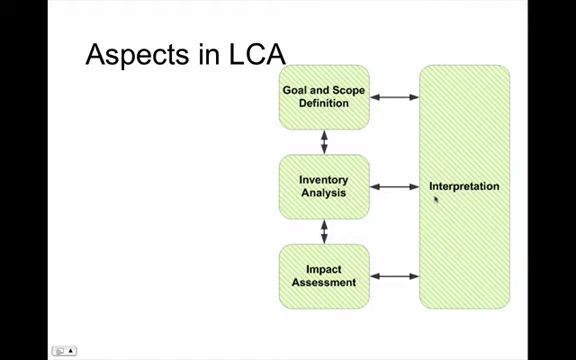 Aspects in LCA
Goal and Scope
Definition
Inventory
Analysis
Interpretation
Impact
Assessment